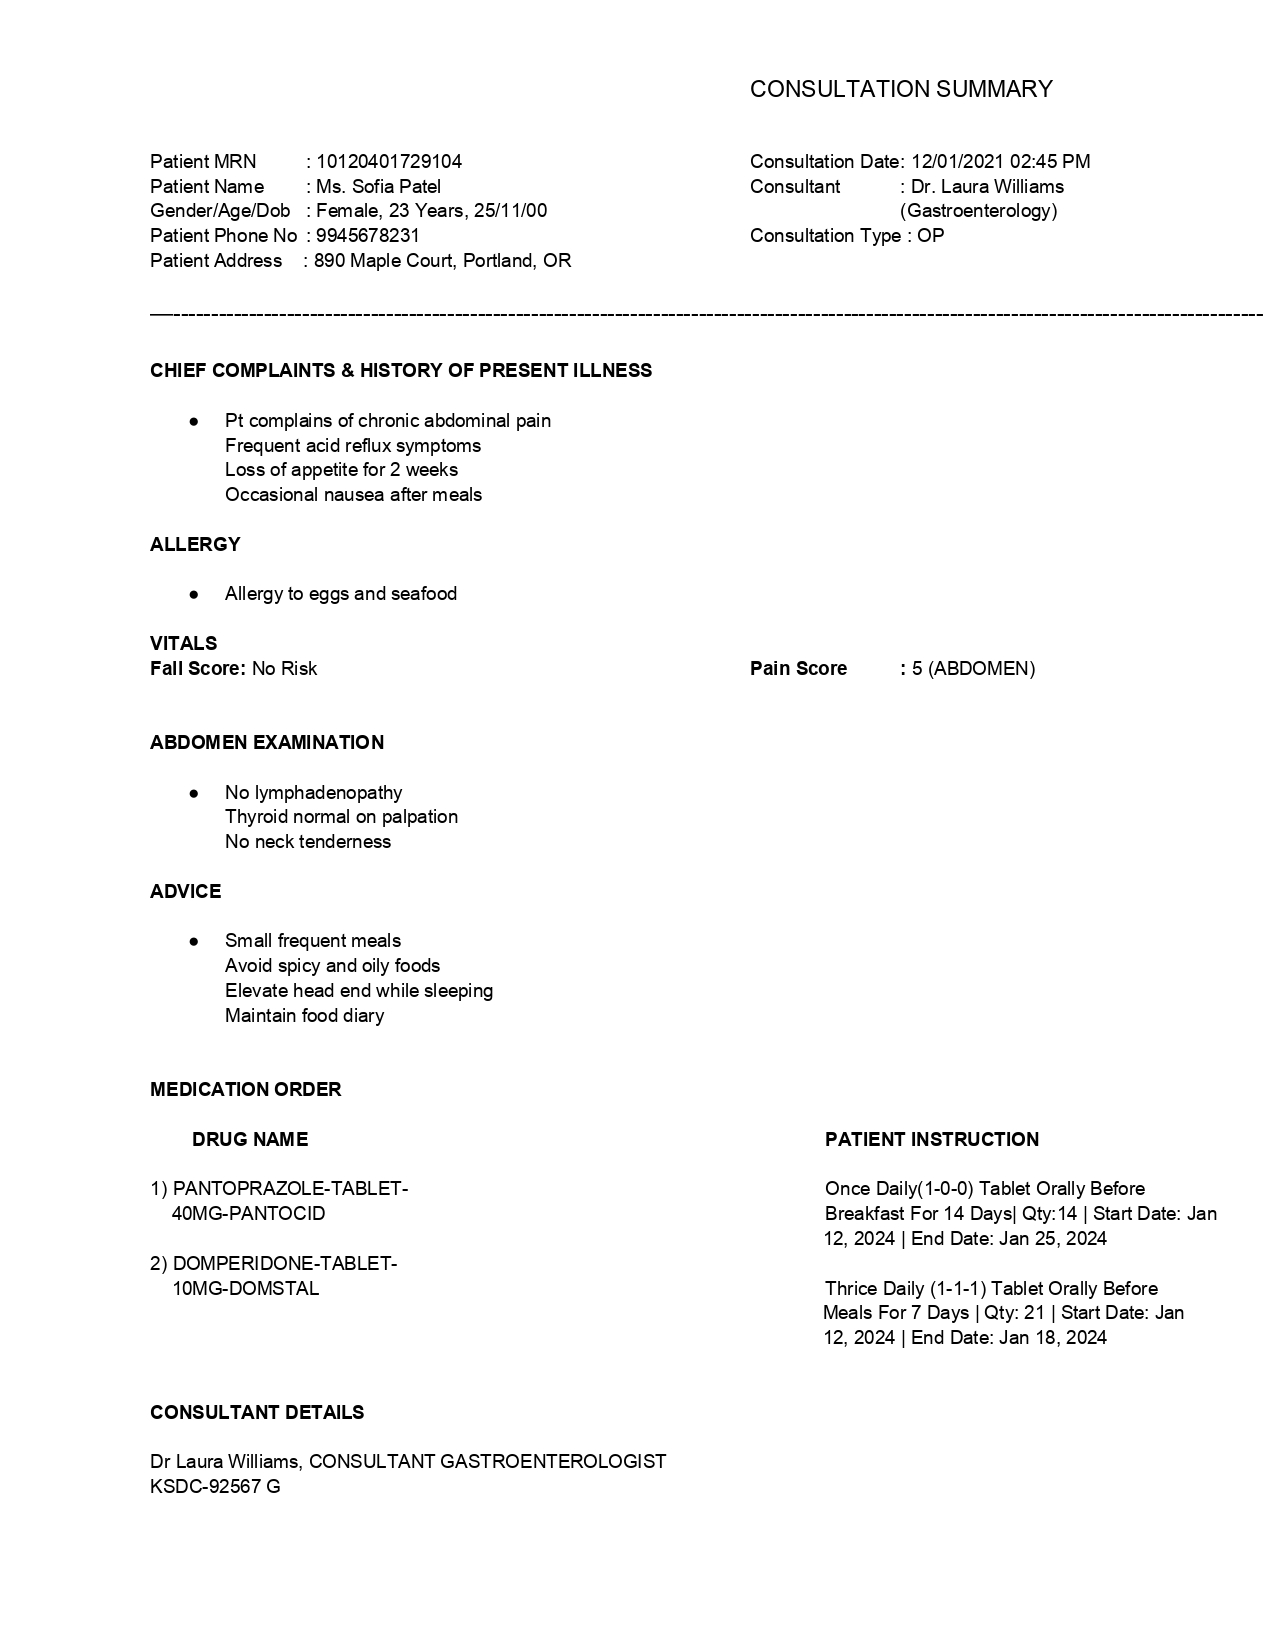 CONSULTATION SUMMARY
Patient MRN : 10120401729104
Consultation Date: 12/01/2021 02:45 PM
Patient Name : Ms. Sofia Patel
Consultant : Dr. Laura Williams
Gender/Age/Dob : Female, 23 Years, 25/11/00
(Gastroenterology)
Patient Phone No : 9945678231
Consultation Type : OP
Patient Address : 890 Maple Court, Portland, OR
CHIEF COMPLAINTS & HISTORY OF PRESENT ILLNESS
● Pt complains of chronic abdominal pain
Frequent acid reflux symptoms
Loss of appetite for 2 weeks
Occasional nausea after meals
ALLERGY
● Allergy to eggs and seafood
VITALS
Fall Score: No Risk
Pain Score : 5 (ABDOMEN)
ABDOMEN EXAMINATION
● No lymphadenopathy
Thyroid normal on palpation
No neck tenderness
ADVICE
● Small frequent meals
Avoid spicy and oily foods
Elevate head end while sleeping
Maintain food diary
MEDICATION ORDER
DRUG NAME
PATIENT INSTRUCTION
1) PANTOPRAZOLE-TABLET-
40MG-PANTOCID
Once Daily(1-0-0) Tablet Orally Before
Breakfast For 14 Days| Qty:14 | Start Date: Jan
12, 2024 | End Date: Jan 25, 2024
2) DOMPERIDONE-TABLET-
10MG-DOMSTAL
Thrice Daily (1-1-1) Tablet Orally Before
Meals For 7 Days | Qty: 21 | Start Date: Jan
12, 2024 | End Date: Jan 18, 2024
CONSULTANT DETAILS
Dr Laura Williams, CONSULTANT GASTROENTEROLOGIST
KSDC-92567 G